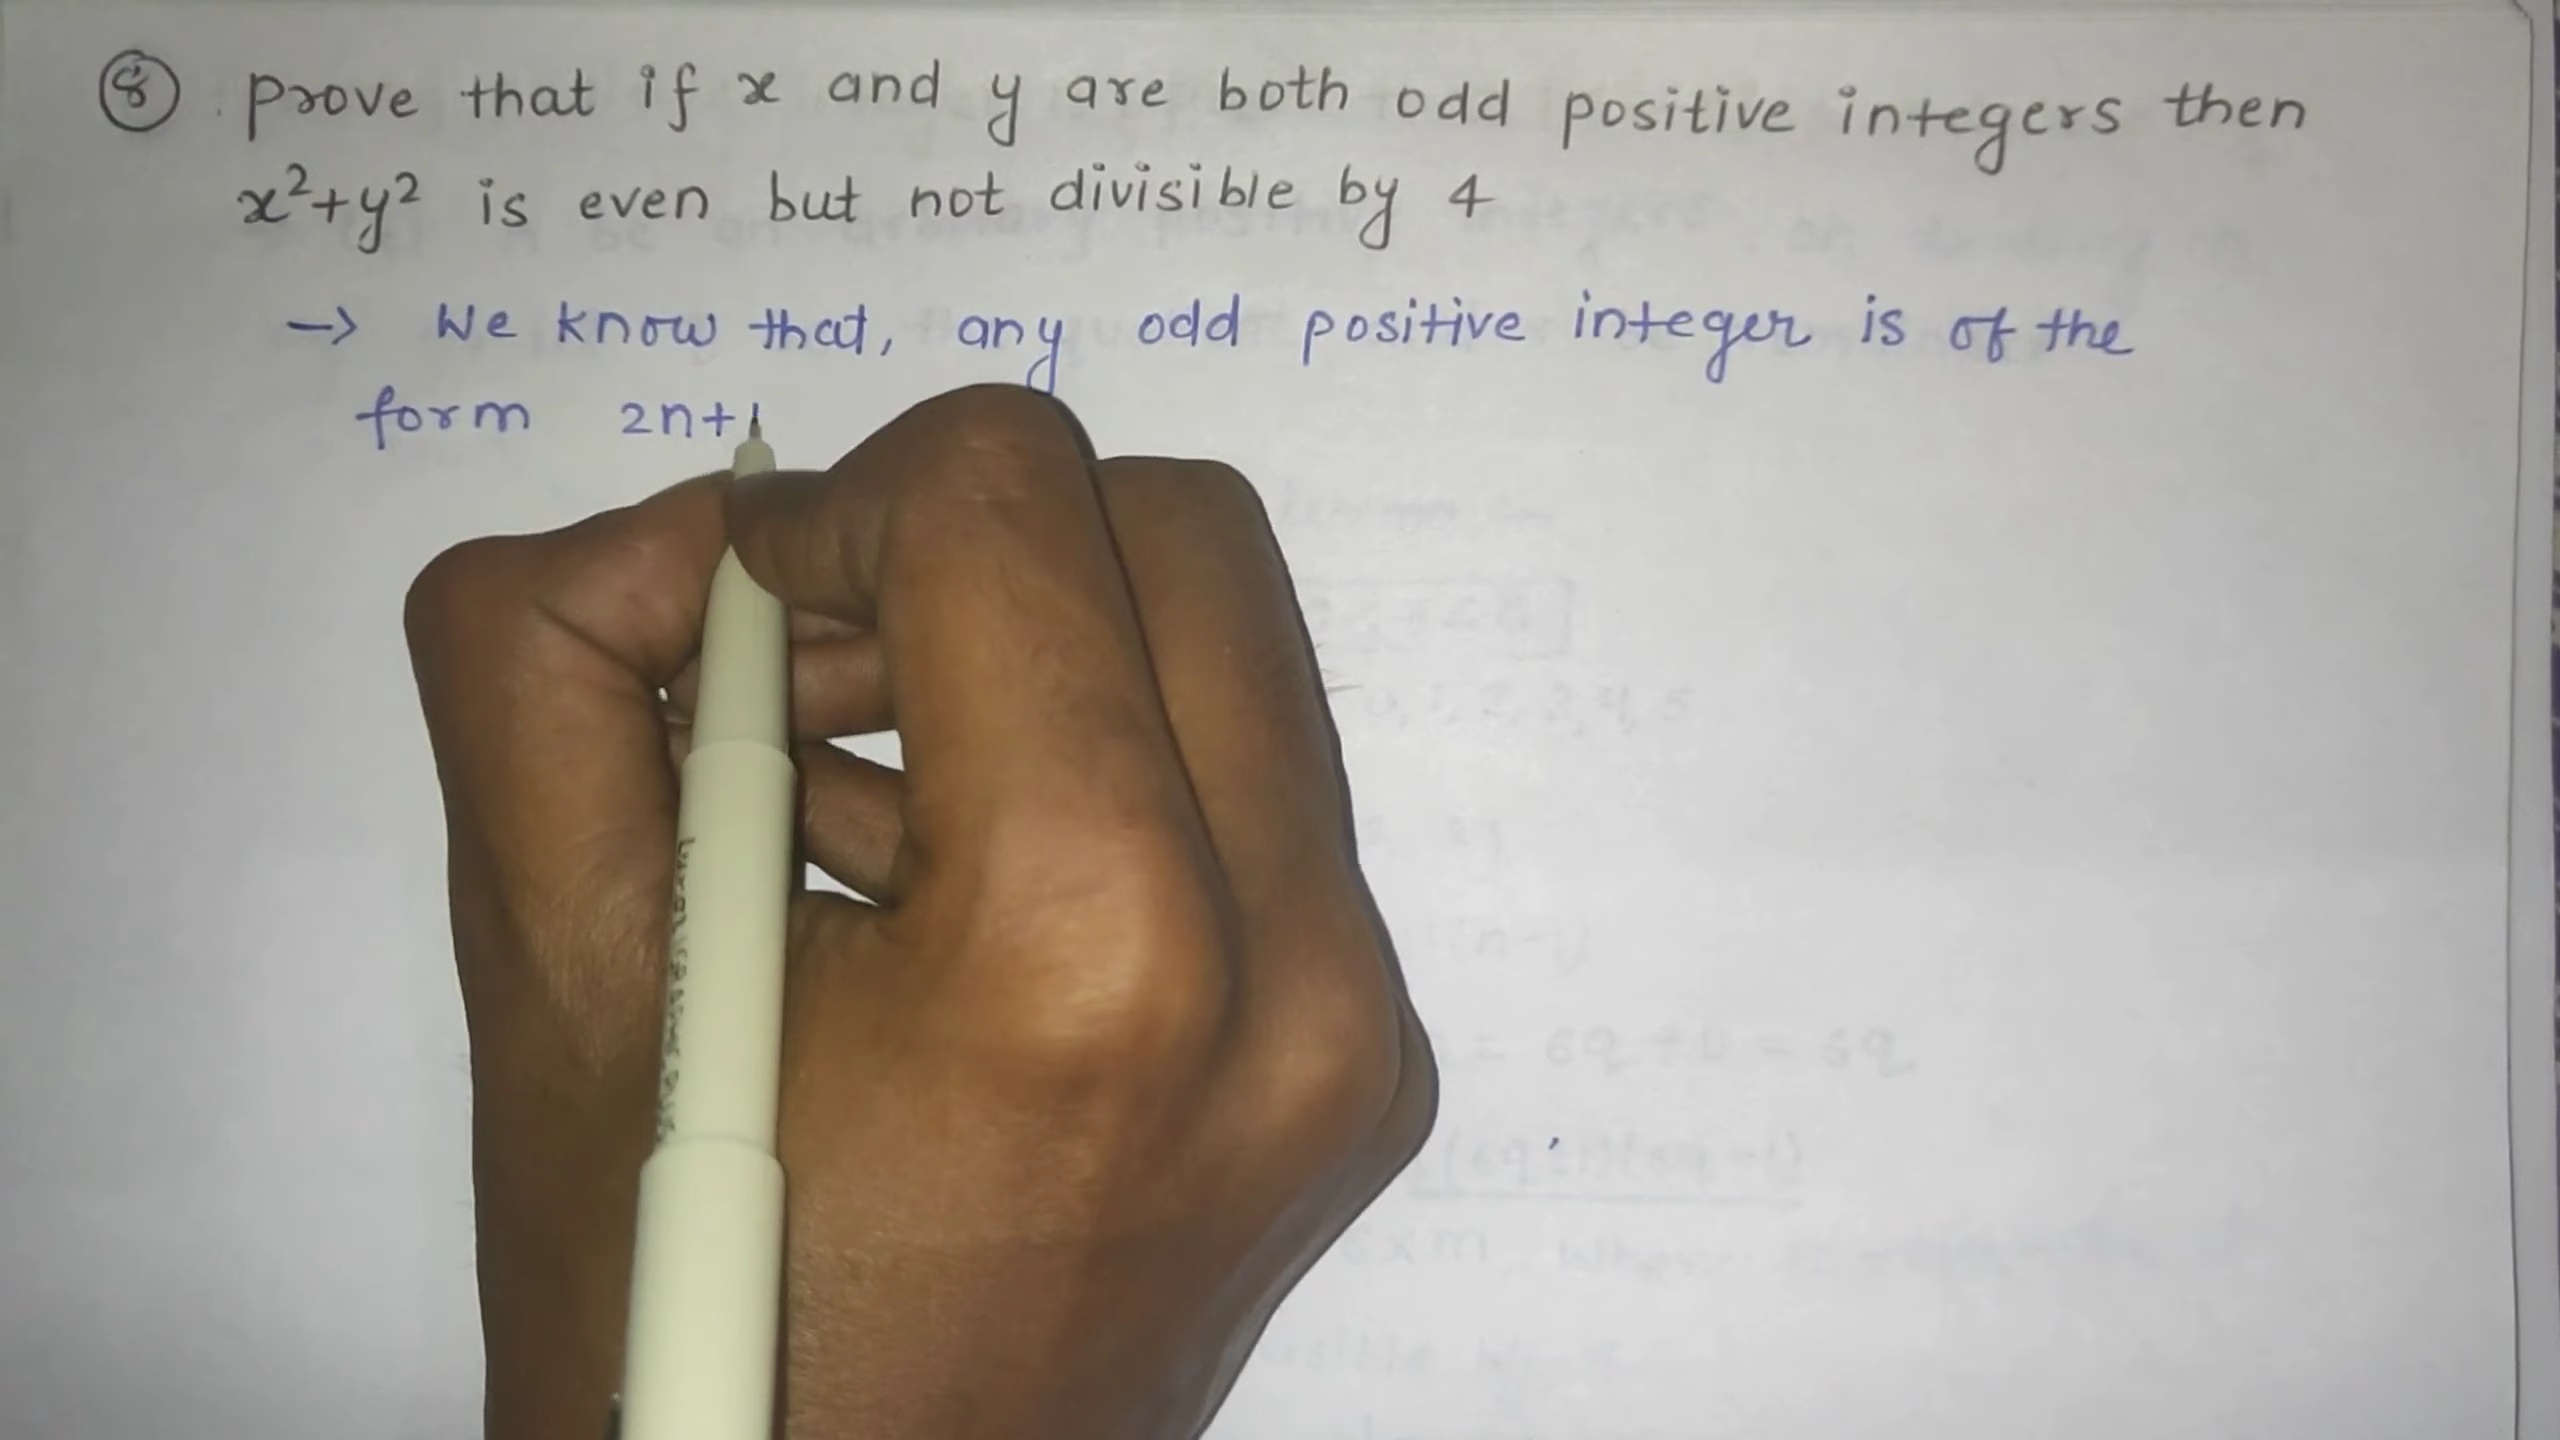 ⑧. prove that if x and y are both odd positive integers then
x²+y² is even but not divisible by 4
→ We know that, any odd positive integer is of the
form 2n+1